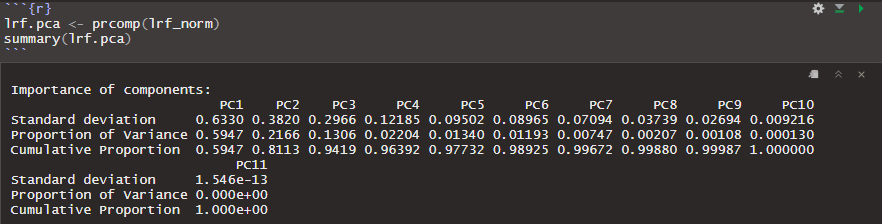 ```{r}
lrf.pca <- prcomp(lrf_norm)
summary(lrf.pca)
```
Importance of components:
                          PC1    PC2    PC3     PC4     PC5     PC6     PC7     PC8     PC9     PC10
Standard deviation     0.6330 0.3820 0.2966 0.12185 0.09502 0.08965 0.07094 0.03739 0.02694 0.009216
Proportion of Variance 0.5947 0.2166 0.1306 0.02204 0.01340 0.01193 0.00747 0.00207 0.00108 0.000130
Cumulative Proportion  0.5947 0.8113 0.9419 0.96392 0.97732 0.98925 0.99672 0.99880 0.99987 1.000000
                            PC11
Standard deviation     1.546e-13
Proportion of Variance 0.000e+00
Cumulative Proportion  1.000e+00